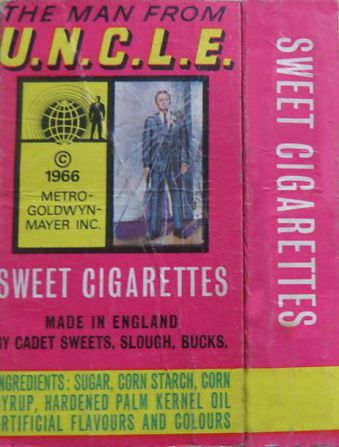 THE MAN FROM
U.N.C.L.E.
©
1966
METRO-
GOLDWYN-
MAYER INC.
SWEET CIGARETTES
MADE IN ENGLAND
BY CADET SWEETS, SLOUGH, BUCKS.
INGREDIENTS: SUGAR, CORN STARCH, CORN
SYRUP, HARDENED PALM KERNEL OIL
ARTIFICIAL FLAVOURS AND COLOURS
SWEET CIGARETTES